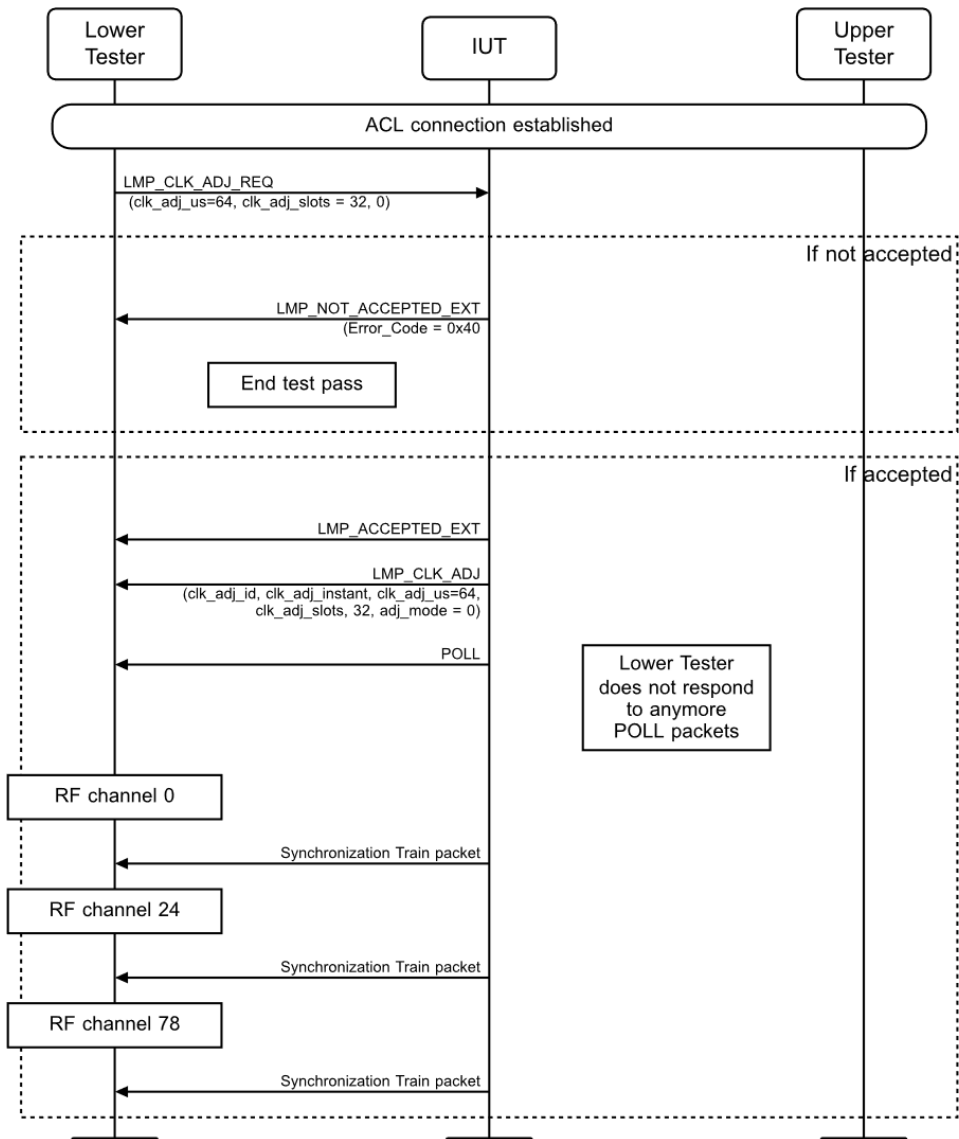 Lower
Tester
IUT
Upper
Tester
ACL connection established
LMP_CLK_ADJ_REQ
(clk_adj_us=64, clk_adj_slots = 32, 0)
If not accepted
LMP_NOT_ACCEPTED_EXT
(Error_Code = 0x40
End test pass
If accepted
LMP_ACCEPTED_EXT
LMP_CLK_ADJ
(clk_adj_id, clk_adj_instant, clk_adj_us=64,
clk_adj_slots, 32, adj_mode = 0)
POLL
Lower Tester
does not respond
to anymore
POLL packets
RF channel 0
Synchronization Train packet
RF channel 24
Synchronization Train packet
RF channel 78
Synchronization Train packet